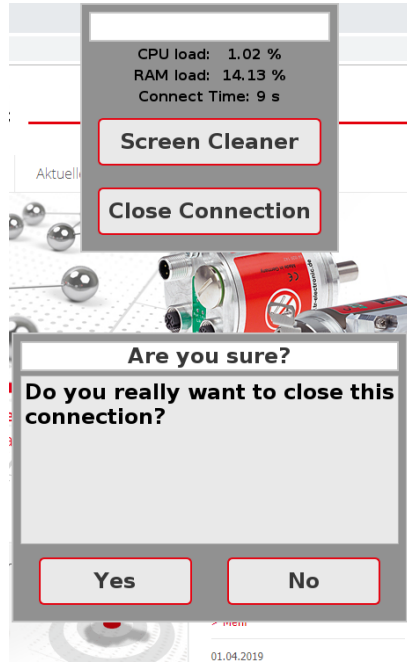 CPU load: 1.02 %
RAM load: 14.13 %
Connect Time: 9 s
Screen Cleaner
Aktuell
Close Connection
Are you sure?
Do you really want to close this
connection?
Yes
No
> Mehr
01.04.2019